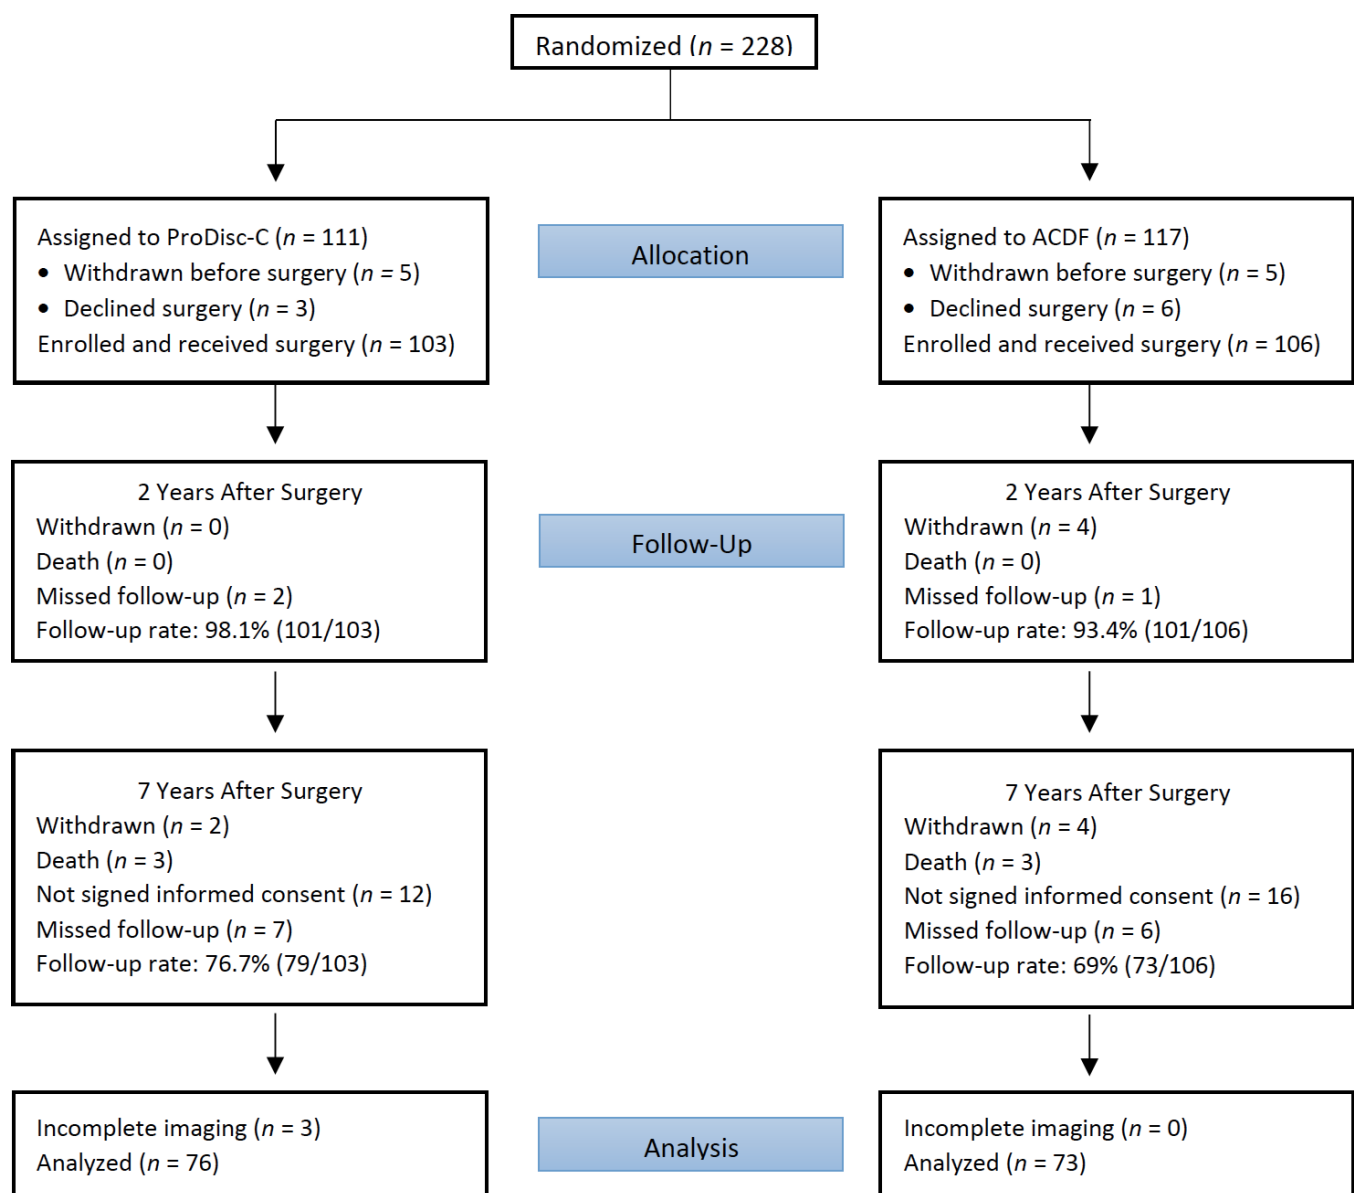 Randomized (n = 228)
Assigned to ProDisc-C (n = 111)
• Withdrawn before surgery (n = 5)
• Declined surgery (n = 3)
Enrolled and received surgery (n = 103)
Allocation
Assigned to ACDF (n = 117)
• Withdrawn before surgery (n = 5)
• Declined surgery (n = 6)
Enrolled and received surgery (n = 106)
2 Years After Surgery
Withdrawn (n = 0)
Death (n = 0)
Missed follow-up (n = 2)
Follow-up rate: 98.1% (101/103)
Follow-Up
2 Years After Surgery
Withdrawn (n = 4)
Death (n = 0)
Missed follow-up (n = 1)
Follow-up rate: 93.4% (101/106)
7 Years After Surgery
Withdrawn (n = 2)
Death (n = 3)
Not signed informed consent (n = 12)
Missed follow-up (n = 7)
Follow-up rate: 76.7% (79/103)
7 Years After Surgery
Withdrawn (n = 4)
Death (n = 3)
Not signed informed consent (n = 16)
Missed follow-up (n = 6)
Follow-up rate: 69% (73/106)
Incomplete imaging (n = 3)
Analyzed (n = 76)
Analysis
Incomplete imaging (n = 0)
Analyzed (n = 73)